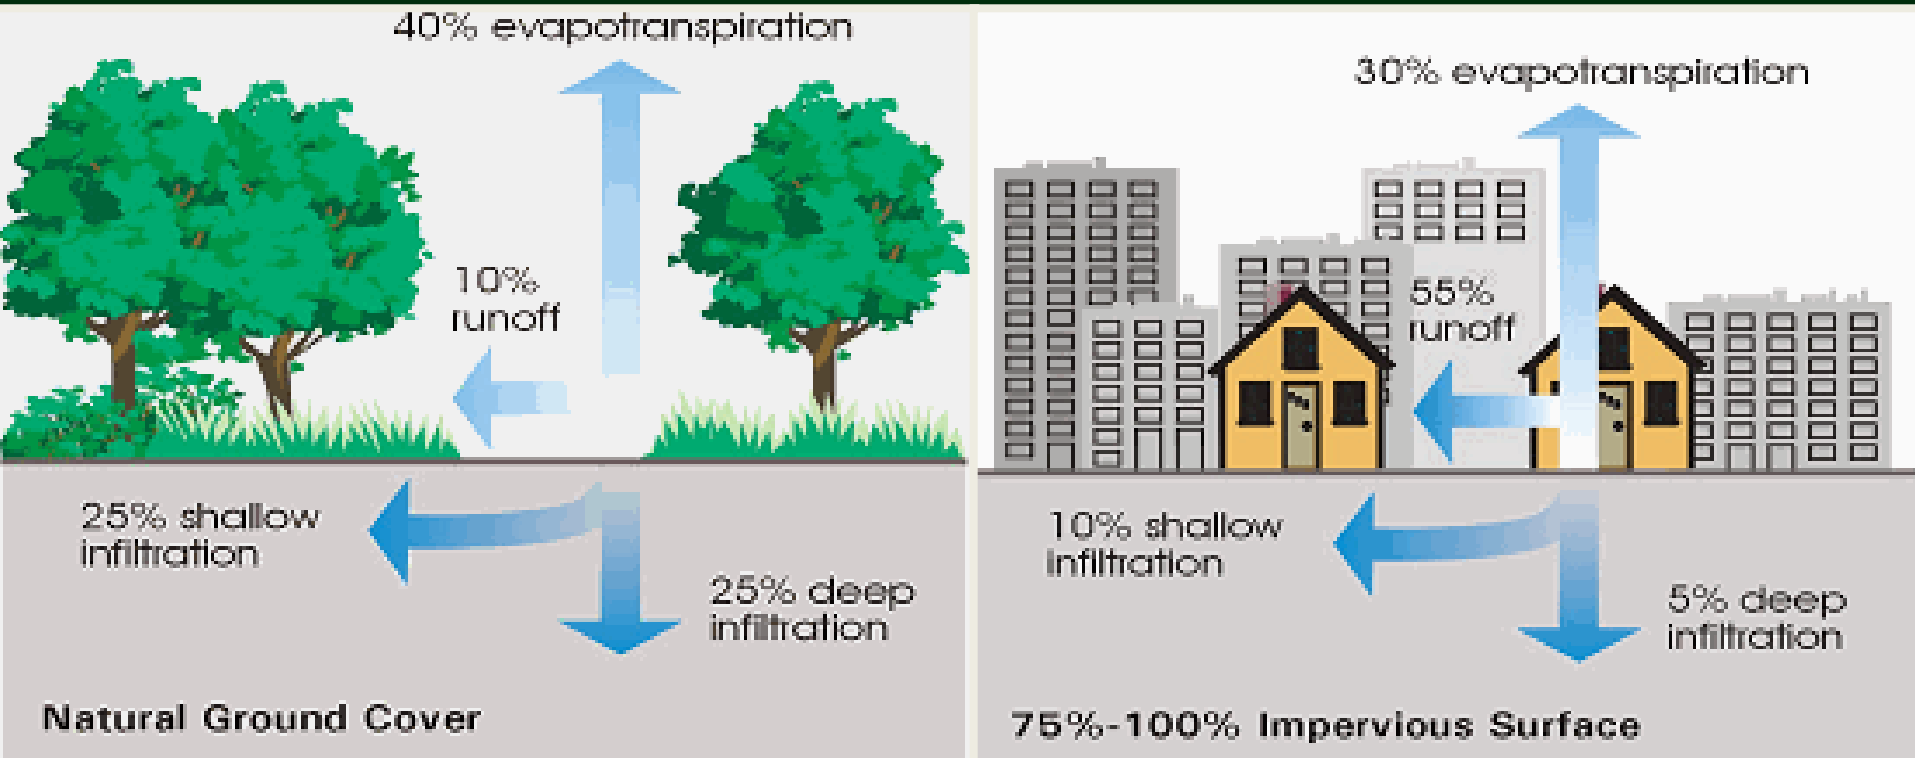 40% evapotranspiration
10%
runoff
25% shallow
infiltration
25% deep
infiltration
Natural Ground Cover
30% evapotranspiration
55%
runoff
10% shallow
infiltration
5% deep
infiltration
75%-100% Impervious Surface